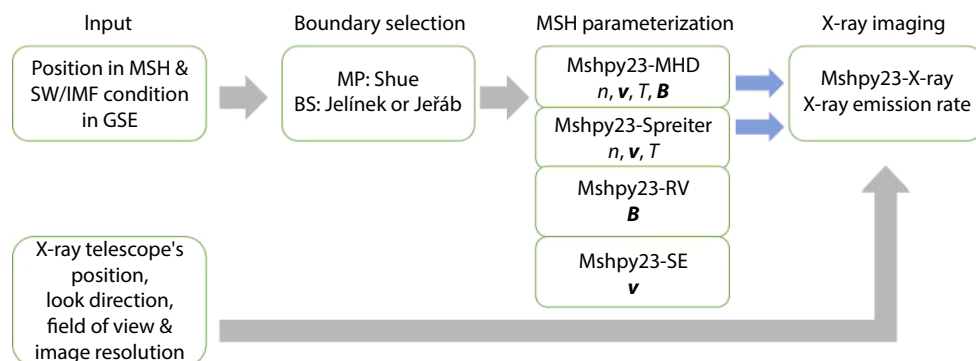 Input
Boundary selection
MSH parameterization
X-ray imaging
Position in MSH &
SW/IMF condition
in GSE
MP: Shue
BS: Jelínek or Jeřáb
Mshpy23-MHD
n, v, T, B
Mshpy23-Spreiter
n, v, T
Mshpy23-RV
B
Mshpy23-SE
v
Mshpy23-X-ray
X-ray emission rate
X-ray telescope's
position,
look direction,
field of view &
image resolution